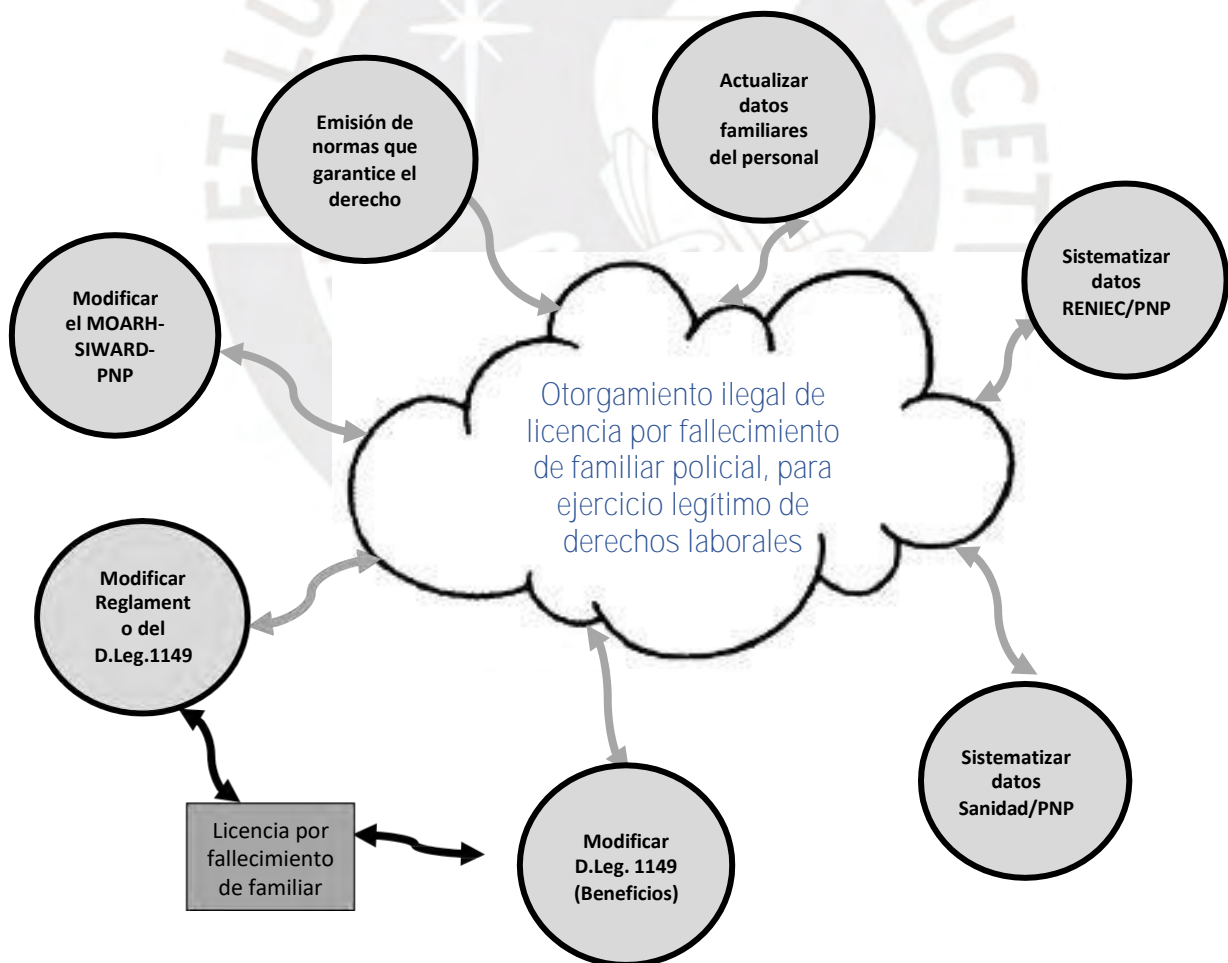 Emisión de
normas que
garantice el
derecho
Actualizar
datos
familiares
del personal
Modificar
el MOARH-
SIWARD-
PNP
Sistematizar
datos
RENIEC/PNP
Otorgamiento ilegal de
licencia por fallecimiento
de familiar policial, para
ejercicio legítimo de
derechos laborales
Modificar
Reglament
o del
D.Leg.1149
Sistematizar
datos
Sanidad/PNP
Licencia por
fallecimiento
de familiar
Modificar
D.Leg. 1149
(Beneficios)